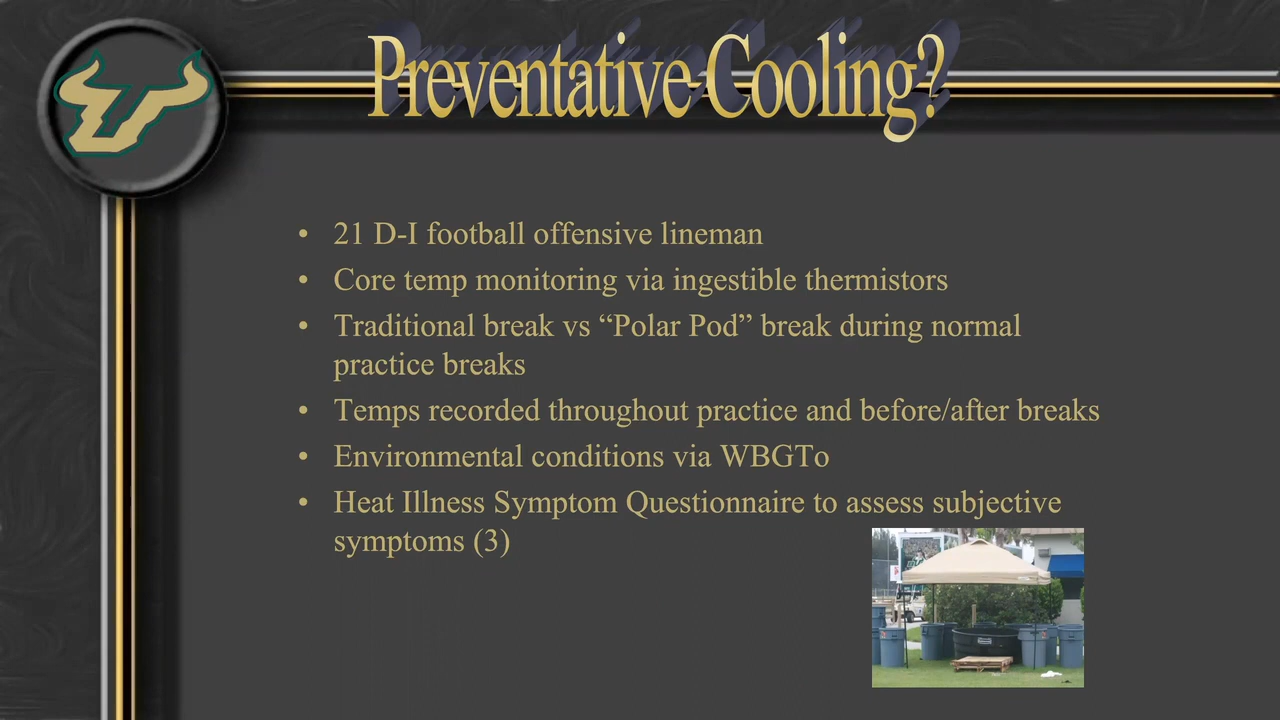 Preventative Cooling?
• 21 D-I football offensive lineman
• Core temp monitoring via ingestible thermistors
• Traditional break vs “Polar Pod” break during normal
practice breaks
• Temps recorded throughout practice and before/after breaks
• Environmental conditions via WBGTo
• Heat Illness Symptom Questionnaire to assess subjective
symptoms (3)